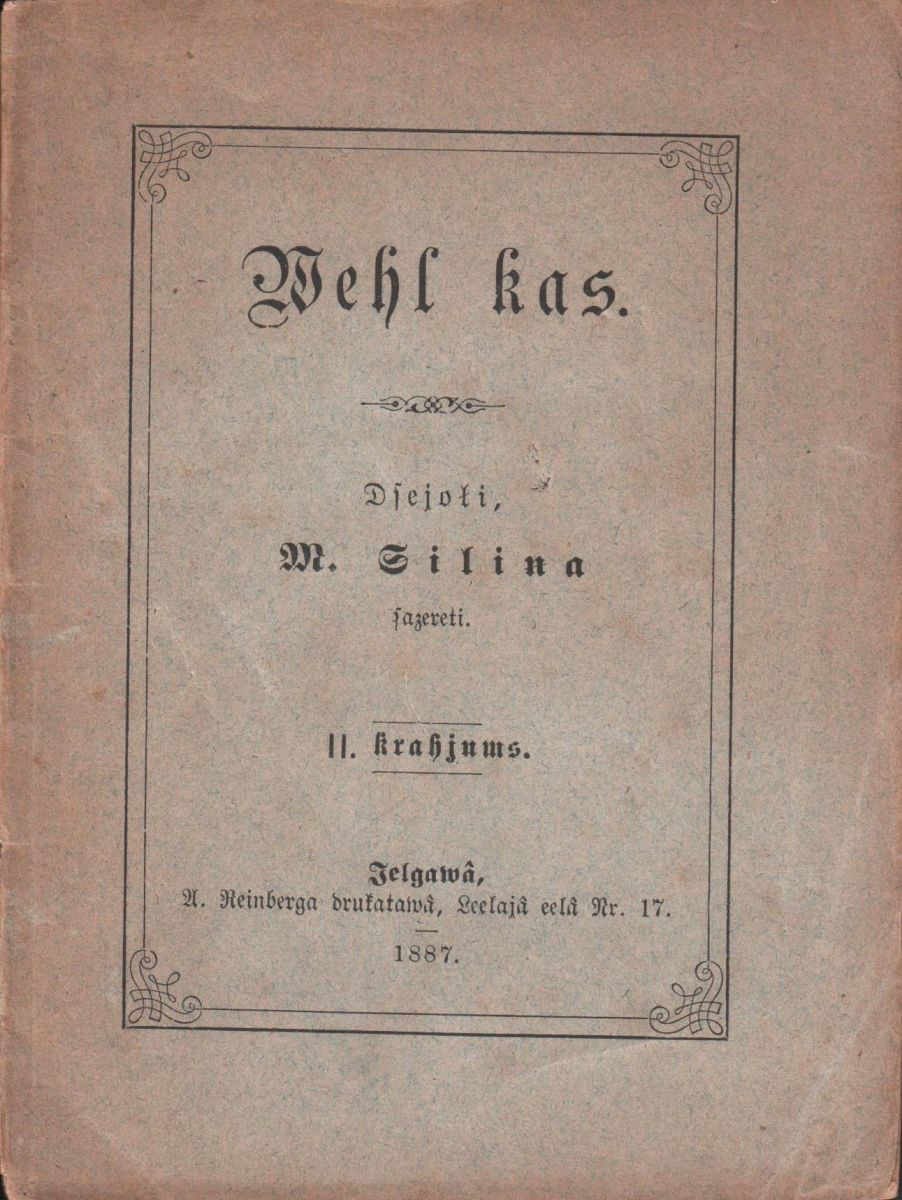 Wehl kas.
Dſejoli,
M. Silina
ſazereti.
II. krahjums.
Jelgawâ,
A. Reinberga drukatawâ, Leelajâ eelâ Nr. 17.
1887.